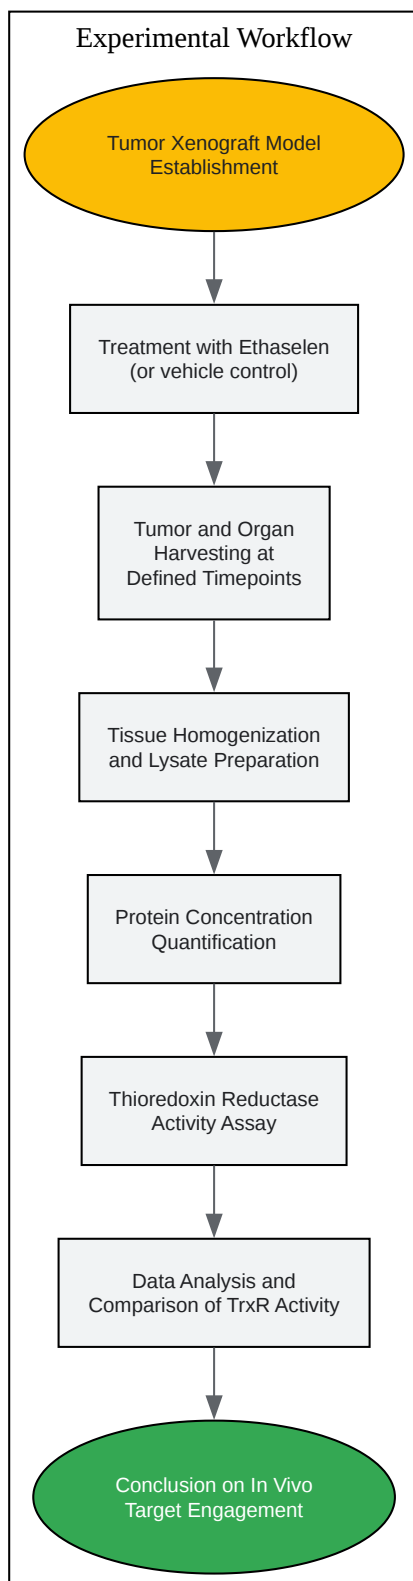 Experimental Workflow
Tumor Xenograft Model
Establishment
Treatment with Ethaselen
(or vehicle control)
Tumor and Organ
Harvesting at
Defined Timepoints
Tissue Homogenization
and Lysate Preparation
Protein Concentration
Quantification
Thioredoxin Reductase
Activity Assay
Data Analysis and
Comparison of TrxR Activity
Conclusion on In Vivo
Target Engagement